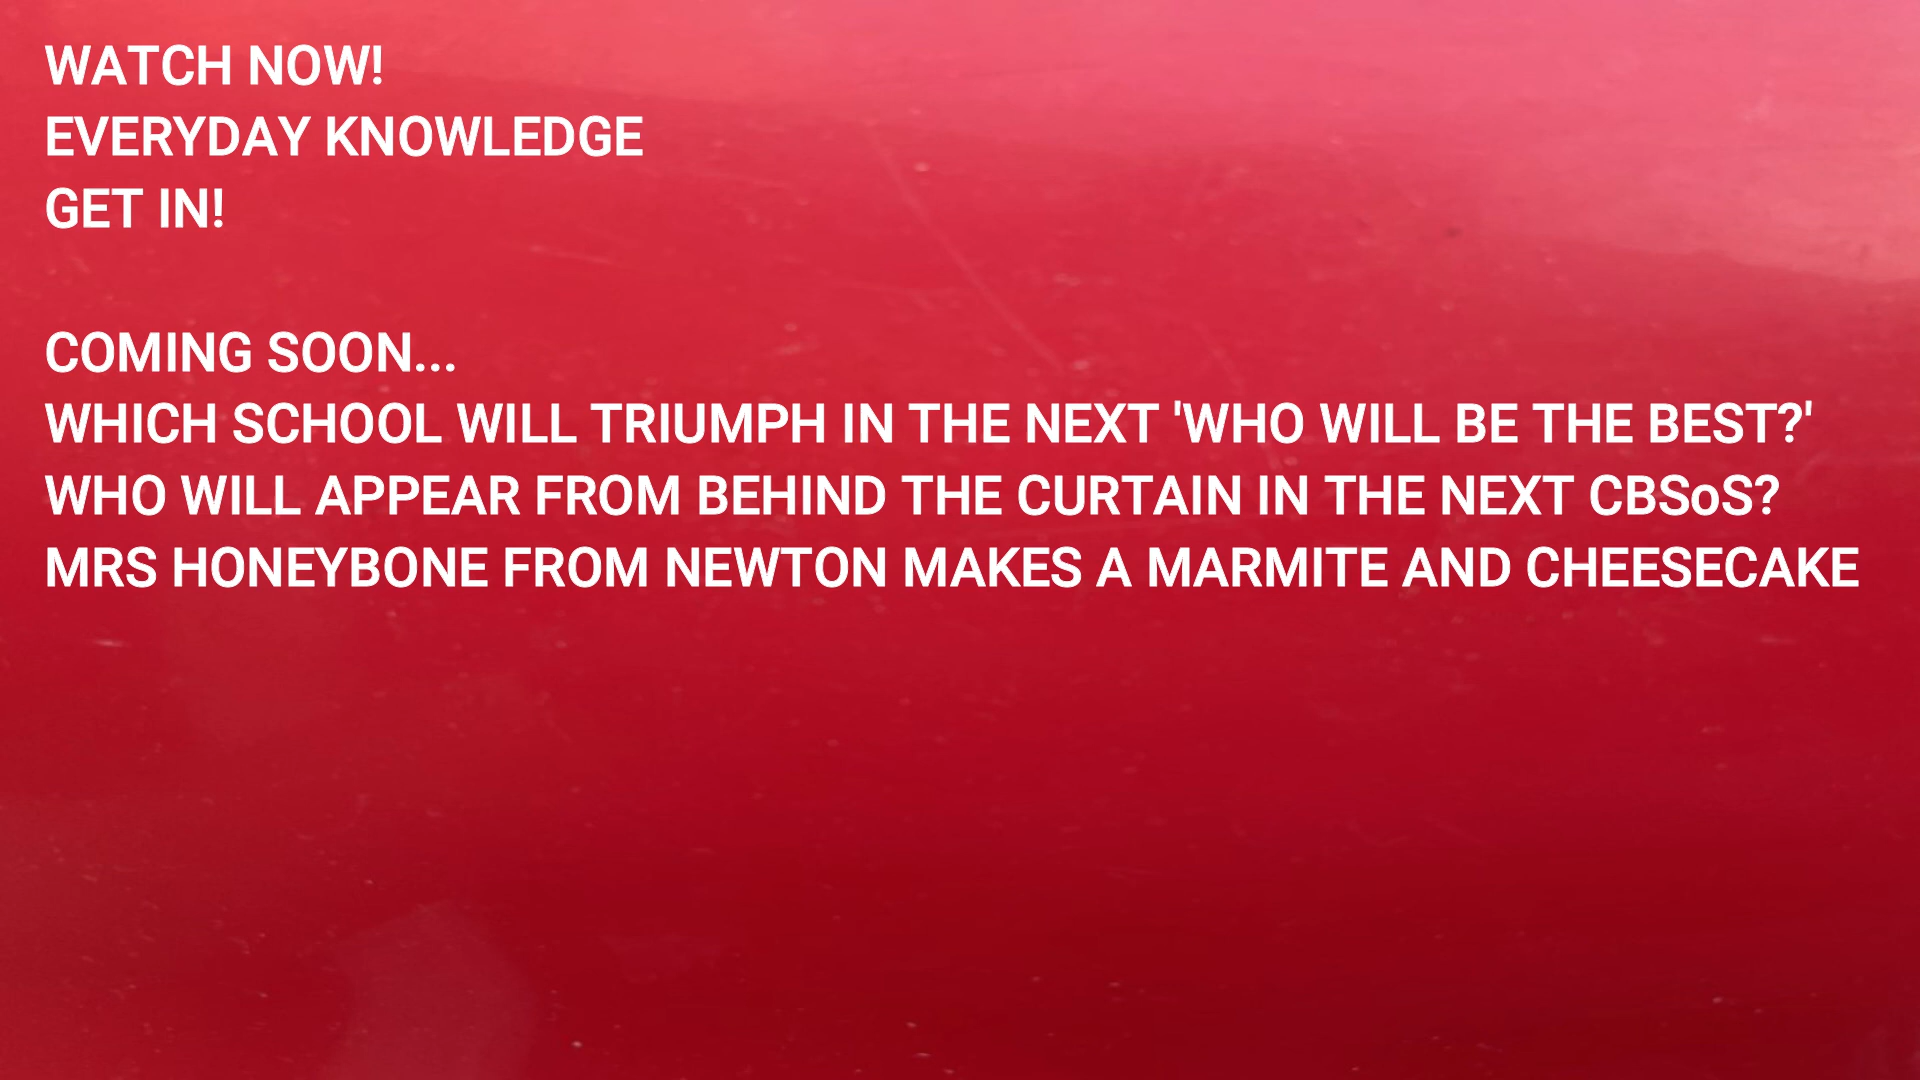 WATCH NOW!
EVERYDAY KNOWLEDGE
GET IN!
COMING SOON...
WHICH SCHOOL WILL TRIUMPH IN THE NEXT 'WHO WILL BE THE BEST?'
WHO WILL APPEAR FROM BEHIND THE CURTAIN IN THE NEXT CBSoS?
MRS HONEYBONE FROM NEWTON MAKES A MARMITE AND CHEESECAKE